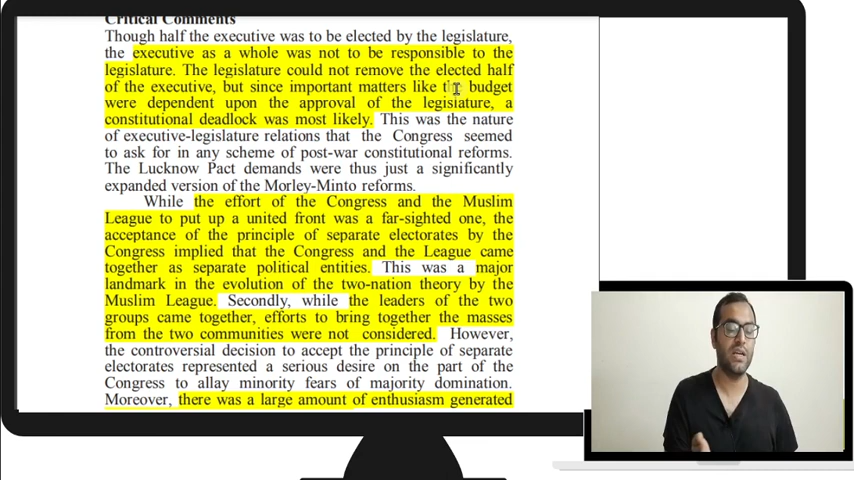 Critical Comments
Though half the executive was to be elected by the legislature,
the executive as a whole was not to be responsible to the
legislature. The legislature could not remove the elected half
of the executive, but since important matters like the budget
were dependent upon the approval of the legislature, a
constitutional deadlock was most likely. This was the nature
of executive-legislature relations that the Congress seemed
to ask for in any scheme of post-war constitutional reforms.
The Lucknow Pact demands were thus just a significantly
expanded version of the Morley-Minto reforms.
While the effort of the Congress and the Muslim
League to put up a united front was a far-sighted one, the
acceptance of the principle of separate electorates by the
Congress implied that the Congress and the League came
together as separate political entities. This was a major
landmark in the evolution of the two-nation theory by the
Muslim League. Secondly, while the leaders of the two
groups came together, efforts to bring together the masses
from the two communities were not considered. However,
the controversial decision to accept the principle of separate
electorates represented a serious desire on the part of the
Congress to allay minority fears of majority domination.
Moreover, there was a large amount of enthusiasm generated